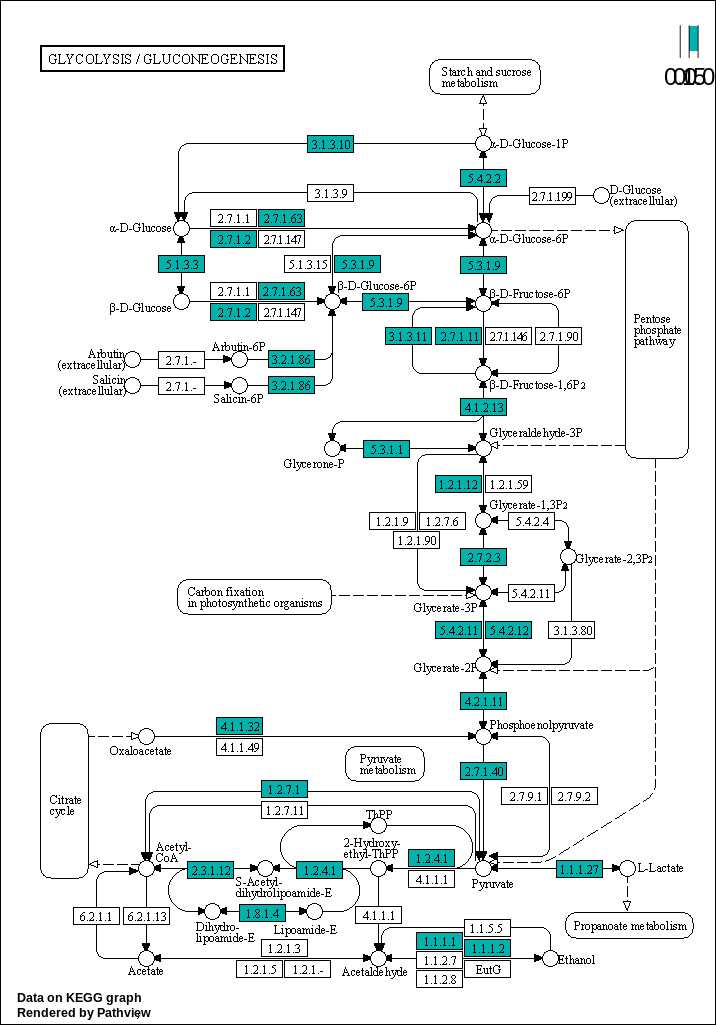 GLYCOLYSIS / GLUCONEOGENESIS
Starch and sucrose
metabolism
3.1.3.10
α-D-Glucose-1P
5.4.2.2
3.1.3.9
2.7.1.199
D-Glucose
(extracellular)
α-D-Glucose
2.7.1.1
2.7.1.63
2.7.1.2
2.7.1.147
α-D-Glucose-6P
5.1.3.3
5.1.3.15
5.3.1.9
5.3.1.9
β-D-Glucose
2.7.1.1
2.7.1.63
2.7.1.2
2.7.1.147
β-D-Glucose-6P
5.3.1.9
β-D-Fructose-6P
Pentose
phosphate
pathway
3.1.3.11
2.7.1.11
2.7.1.146
2.7.1.90
Arbutin
(extracellular)
2.7.1.-
Arbutin-6P
3.2.1.86
Salicin
(extracellular)
2.7.1.-
Salicin-6P
3.2.1.86
β-D-Fructose-1,6P2
4.1.2.13
Glyceraldehyde-3P
5.3.1.1
Glycerone-P
1.2.1.12
1.2.1.59
Glycerate-1,3P2
1.2.1.9
1.2.7.6
1.2.1.90
5.4.2.4
2.7.2.3
Glycerate-2,3P2
Carbon fixation
in photosynthetic organisms
5.4.2.11
Glycerate-3P
5.4.2.11
5.4.2.12
3.1.3.80
Glycerate-2P
4.2.1.11
Phosphoenolpyruvate
4.1.1.32
4.1.1.49
Oxaloacetate
Pyruvate
metabolism
2.7.1.40
Citrate
cycle
1.2.7.1
1.2.7.11
2.7.9.1
2.7.9.2
ThPP
Acetyl-
CoA
2-Hydroxy-
ethyl-ThPP
2.3.1.12
S-Acetyl-
dihydrolipoamide-E
1.2.4.1
1.2.4.1
4.1.1.1
Pyruvate
1.1.1.27
L-Lactate
6.2.1.1
6.2.1.13
Dihydro-
lipoamide-E
1.8.1.4
Lipoamide-E
4.1.1.1
Propanoate metabolism
1.1.5.5
1.1.1.1
1.1.1.2
1.1.2.7
EutG
1.1.2.8
Ethanol
Acetate
1.2.1.3
1.2.1.5
1.2.1.-
Acetaldehyde
Data on KEGG graph
Rendered by Pathview